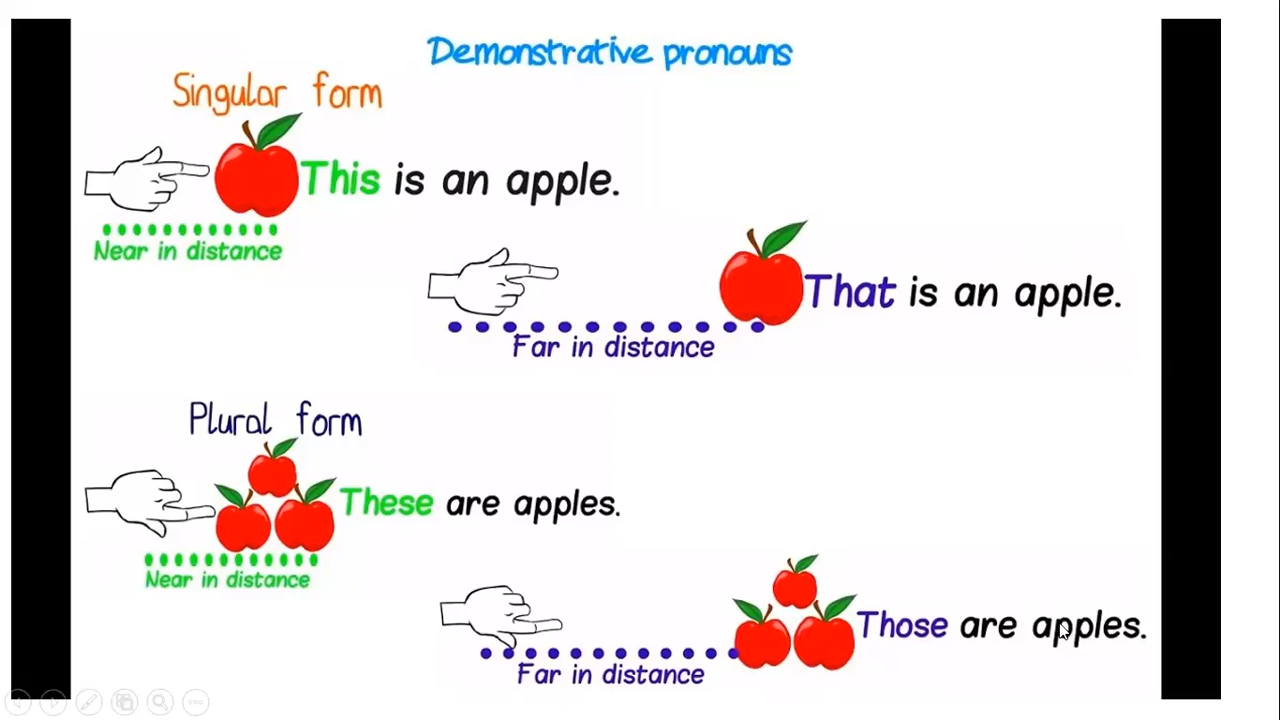 Demonstrative pronouns
Singular form
This is an apple.
Near in distance
That is an apple.
Far in distance
Plural form
These are apples.
Near in distance
Those are apples.
Far in distance